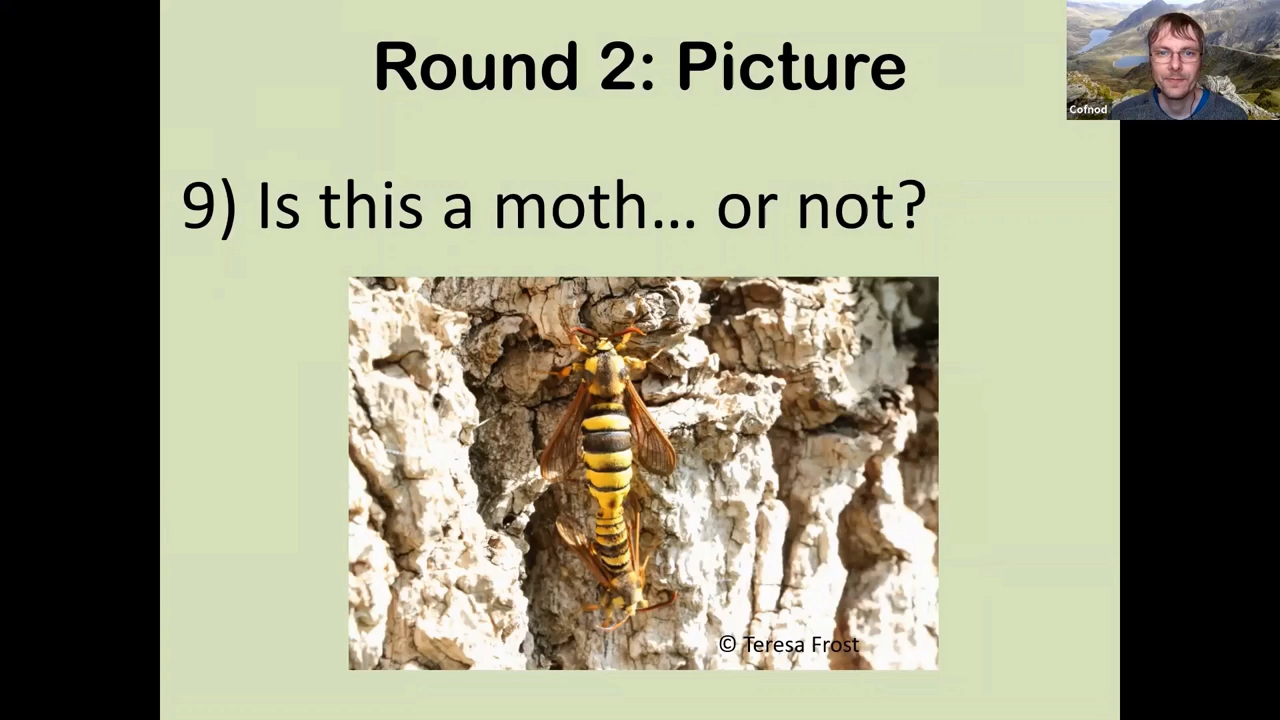 Round 2: Picture
Cofnod
9) Is this a moth... or not?
© Teresa Frost